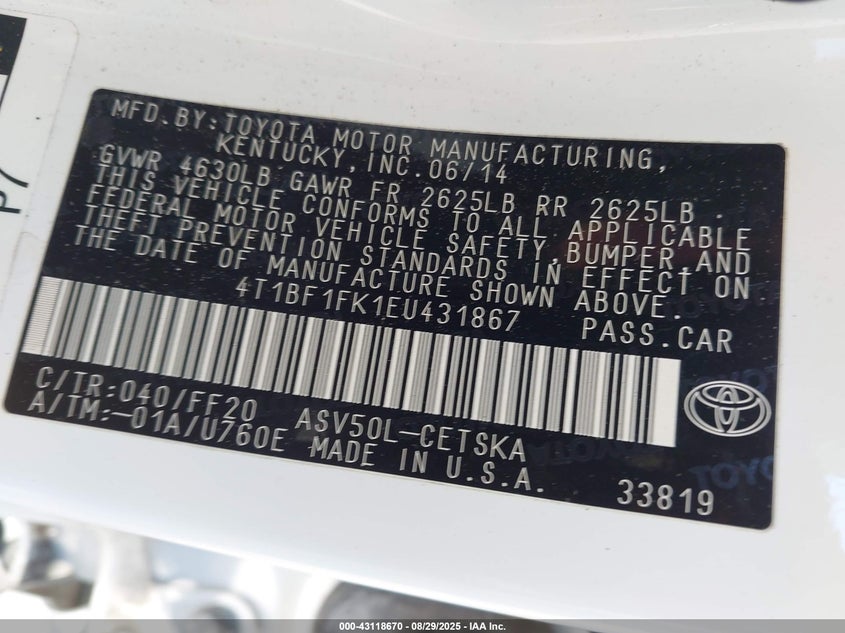 MFD. BY: TOYOTA MOTOR MANUFACTURING,
KENTUCKY, INC. 06/14
GVWR 4630LB GAWR FR 2625LB RR 2625LB
THIS VEHICLE CONFORMS TO ALL APPLICABLE
FEDERAL MOTOR VEHICLE SAFETY, BUMPER, AND
THEFT PREVENTION STANDARDS IN EFFECT ON
THE DATE OF MANUFACTURE SHOWN ABOVE.
4T1BF1FK1EU431867 PASS. CAR
C/TR: 040/FF20 ASV50L-CETSKA
A/TM: -01A/U760E MADE IN U.S.A.
33819
000-43118670 - 08/29/2025 - IAA Inc.